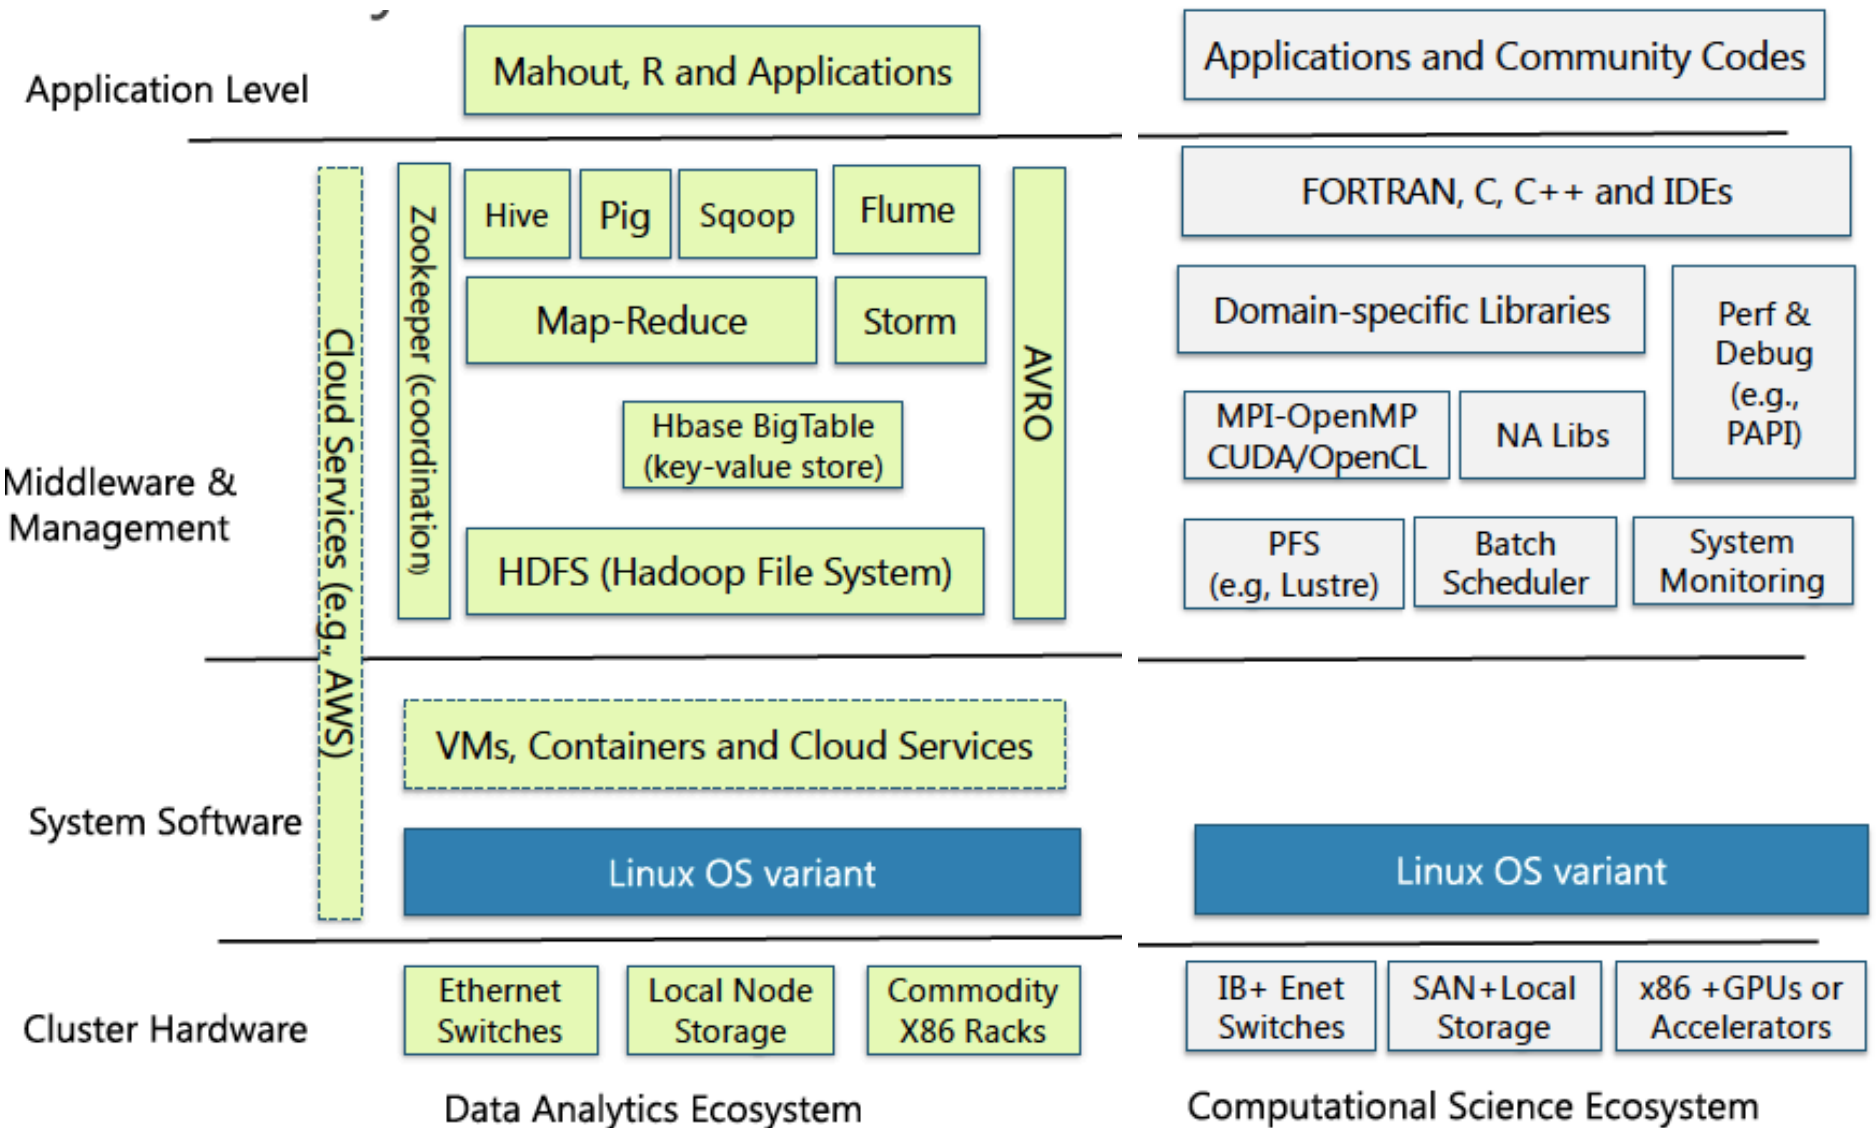 Application Level
Mahout, R and Applications
Applications and Community Codes
Middleware &
Management
Cloud Services (e.g., AWS)
Zookeeper (coordination)
Hive
Pig
Sqoop
Flume
Map-Reduce
Storm
Hbase BigTable
(key-value store)
HDFS (Hadoop File System)
AVRO
FORTRAN, C, C++ and IDEs
Domain-specific Libraries
Perf &
Debug
(e.g.,
PAPI)
MPI-OpenMP
CUDA/OpenCL
NA Libs
PFS
(e.g, Lustre)
Batch
Scheduler
System
Monitoring
System Software
VMs, Containers and Cloud Services
Linux OS variant
Linux OS variant
Cluster Hardware
Ethernet
Switches
Local Node
Storage
Commodity
X86 Racks
IB+ Enet
Switches
SAN+Local
Storage
x86 +GPUs or
Accelerators
Data Analytics Ecosystem
Computational Science Ecosystem